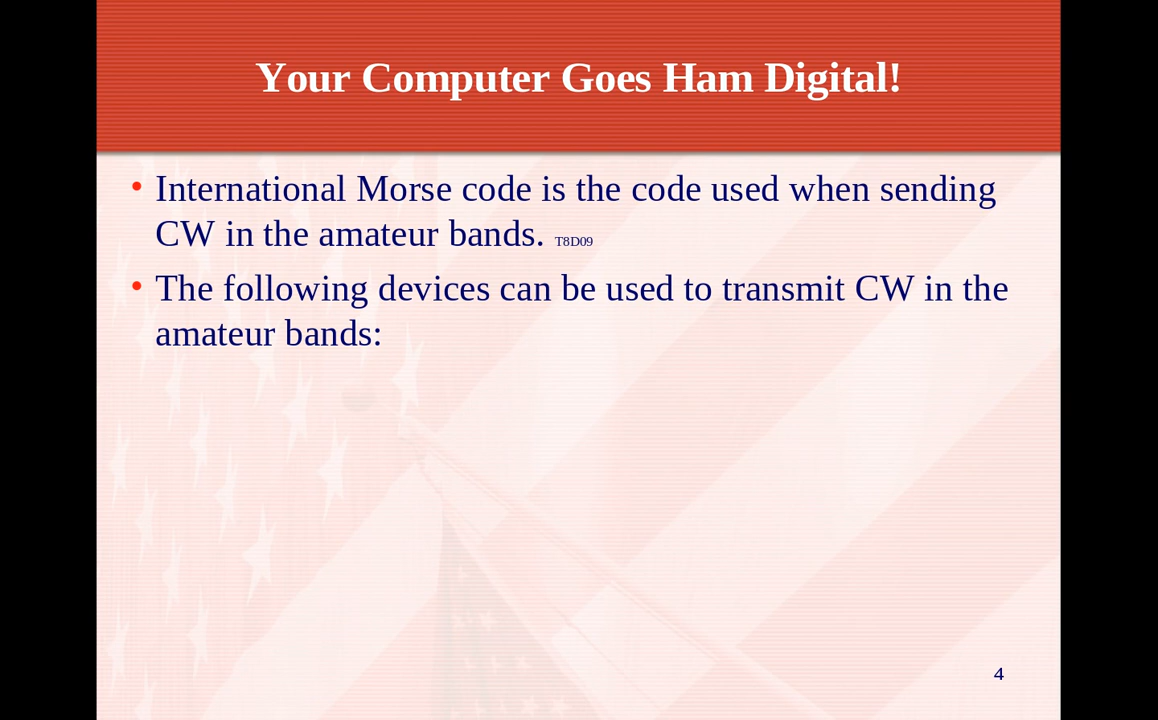 Your Computer Goes Ham Digital!
• International Morse code is the code used when sending
CW in the amateur bands. T8D09
• The following devices can be used to transmit CW in the
amateur bands:
4